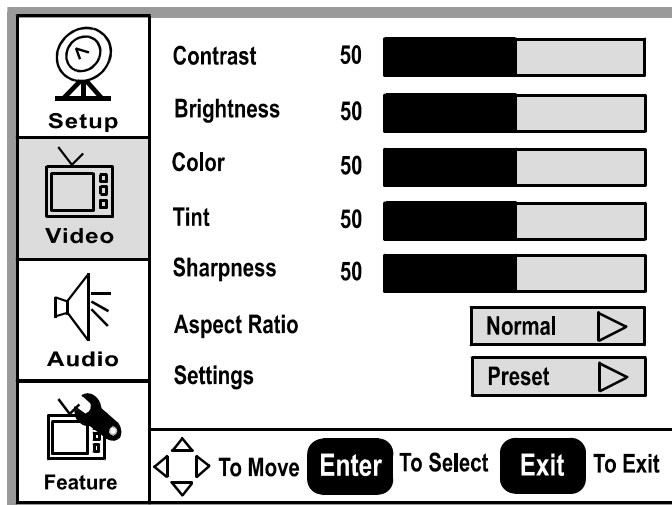 Setup
Video
Audio
Feature
Contrast 50
Brightness 50
Color 50
Tint 50
Sharpness 50
Aspect Ratio Normal
Settings Preset
To Move Enter To Select Exit To Exit